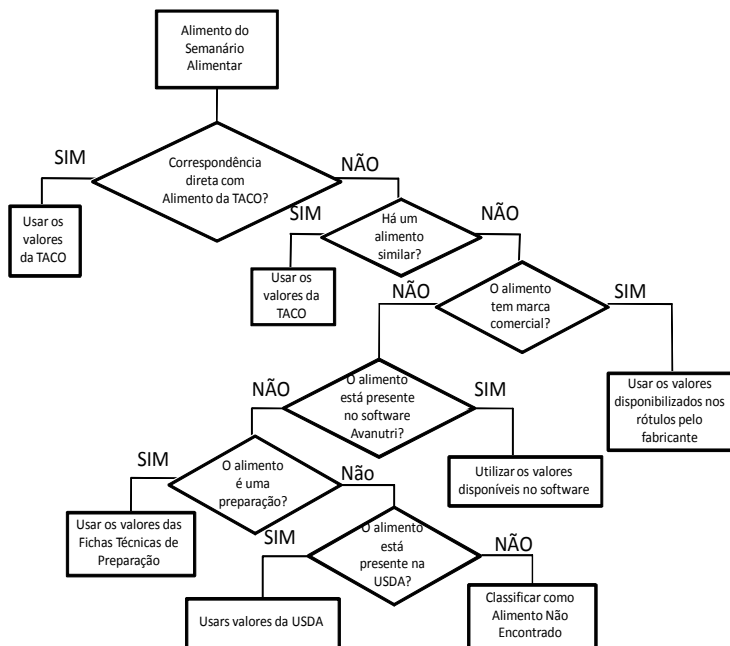 Alimento do
Semanário
Alimentar
SIM
NÃO
Correspondência
direta com
Alimento da TACO?
Usar os
valores
da TACO
SIM
NÃO
Há um
alimento
similar?
Usar os
valores da
TACO
NÃO
SIM
O alimento
tem marca
comercial?
Usar os valores
disponibilizados nos
rótulos pelo
fabricante
NÃO
SIM
O alimento
está presente
no software
Avanutri?
Utilizar os valores
disponíveis no software
SIM
Não
O alimento
é uma
preparação?
Usar os valores das
Fichas Técnicas de
Preparação
SIM
NÃO
O alimento
está
presente na
USDA?
Usars valores da USDA
Classificar como
Alimento Não
Encontrado